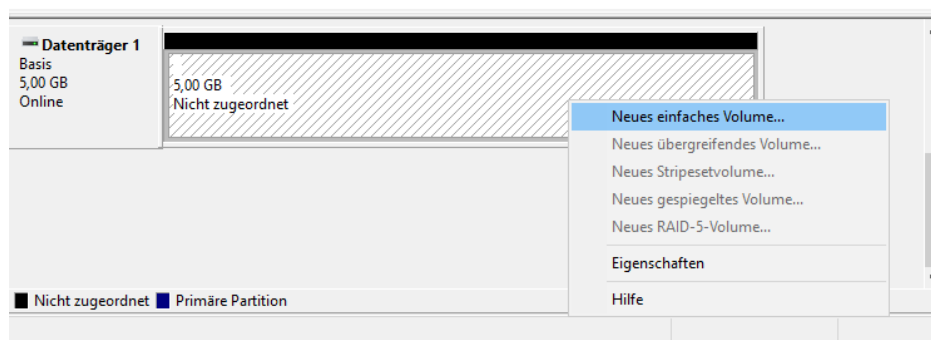 Datenträger 1
Basis
5,00 GB
Online
5,00 GB
Nicht zugeordnet
Neues einfaches Volume...
Neues übergreifendes Volume...
Neues Stripesetvolume...
Neues gespiegeltes Volume...
Neues RAID-5-Volume...
Eigenschaften
Hilfe
Nicht zugeordnet Primäre Partition